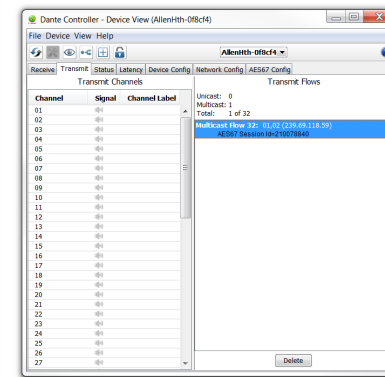 Dante Controller - Device View (AllenHth-0f8cf4)
File Device View Help
AllenHth-0f8cf4
Receive Transmit Status Latency Device Config Network Config AES67 Config
Transmit Channels
Channel Signal Channel Label
01
02
03
04
05
06
07
08
09
10
11
12
13
14
15
16
17
18
19
20
21
22
23
24
25
26
27
Transmit Flows
Unicast: 0
Multicast: 1
Total: 1 of 32
Multicast Flow 32: 01,02 (239.69.118.59)
AES67 Session Id=210078840
Delete